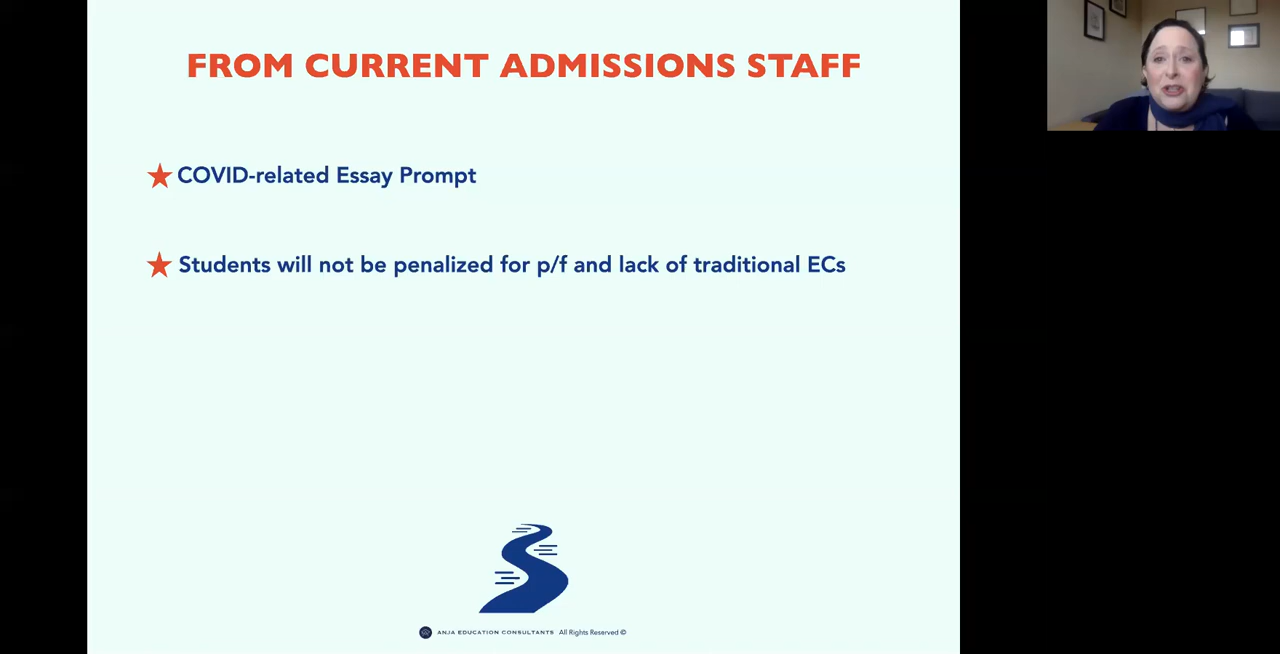 FROM CURRENT ADMISSIONS STAFF
COVID-related Essay Prompt
Students will not be penalized for p/f and lack of traditional ECs
ANJA EDUCATION CONSULTANTS All Rights Reserved ©